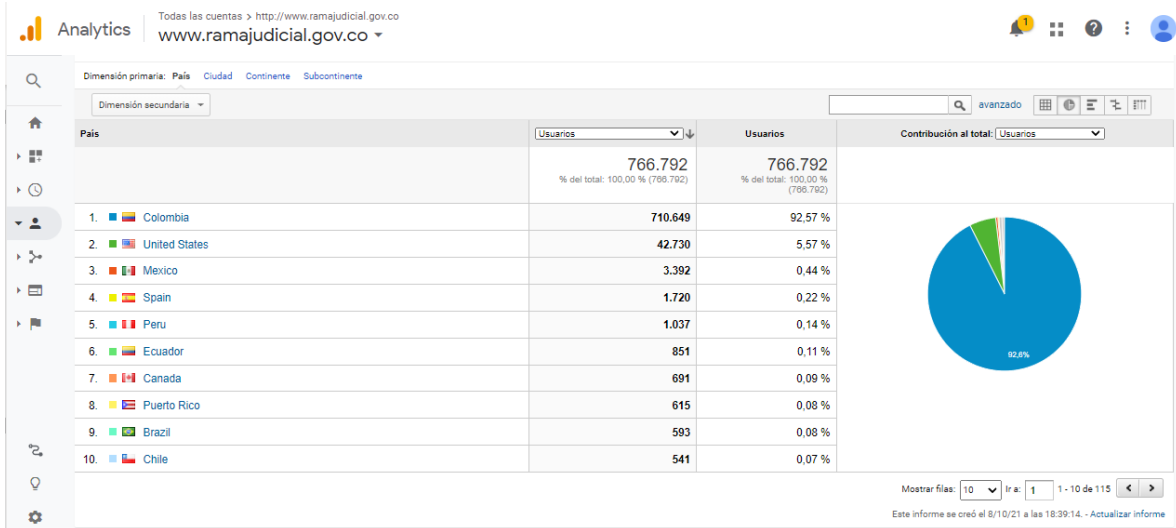 Todas las cuentas > http://www.ramajudicial.gov.co
Analytics www.ramajudicial.gov.co
1
Dimensión primaria: País Ciudad Continente Subcontinente
Dimensión secundaria
avanzado
País Usuarios Usuarios Contribución al total: Usuarios
766.792 766.792
% del total: 100,00 % (766.792) % del total: 100,00 %
(766.792)
1. Colombia 710.649 92,57 %
2. United States 42.730 5,57 %
3. Mexico 3.392 0,44 %
4. Spain 1.720 0,22 %
5. Peru 1.037 0,14 %
6. Ecuador 851 0,11 %
7. Canada 691 0,09 %
8. Puerto Rico 615 0,08 %
9. Brazil 593 0,08 %
10. Chile 541 0,07 %
92,6%
Mostrar filas: 10 Ir a: 1 1 - 10 de 115
Este informe se creó el 8/10/21 a las 18:39:14. - Actualizar informe